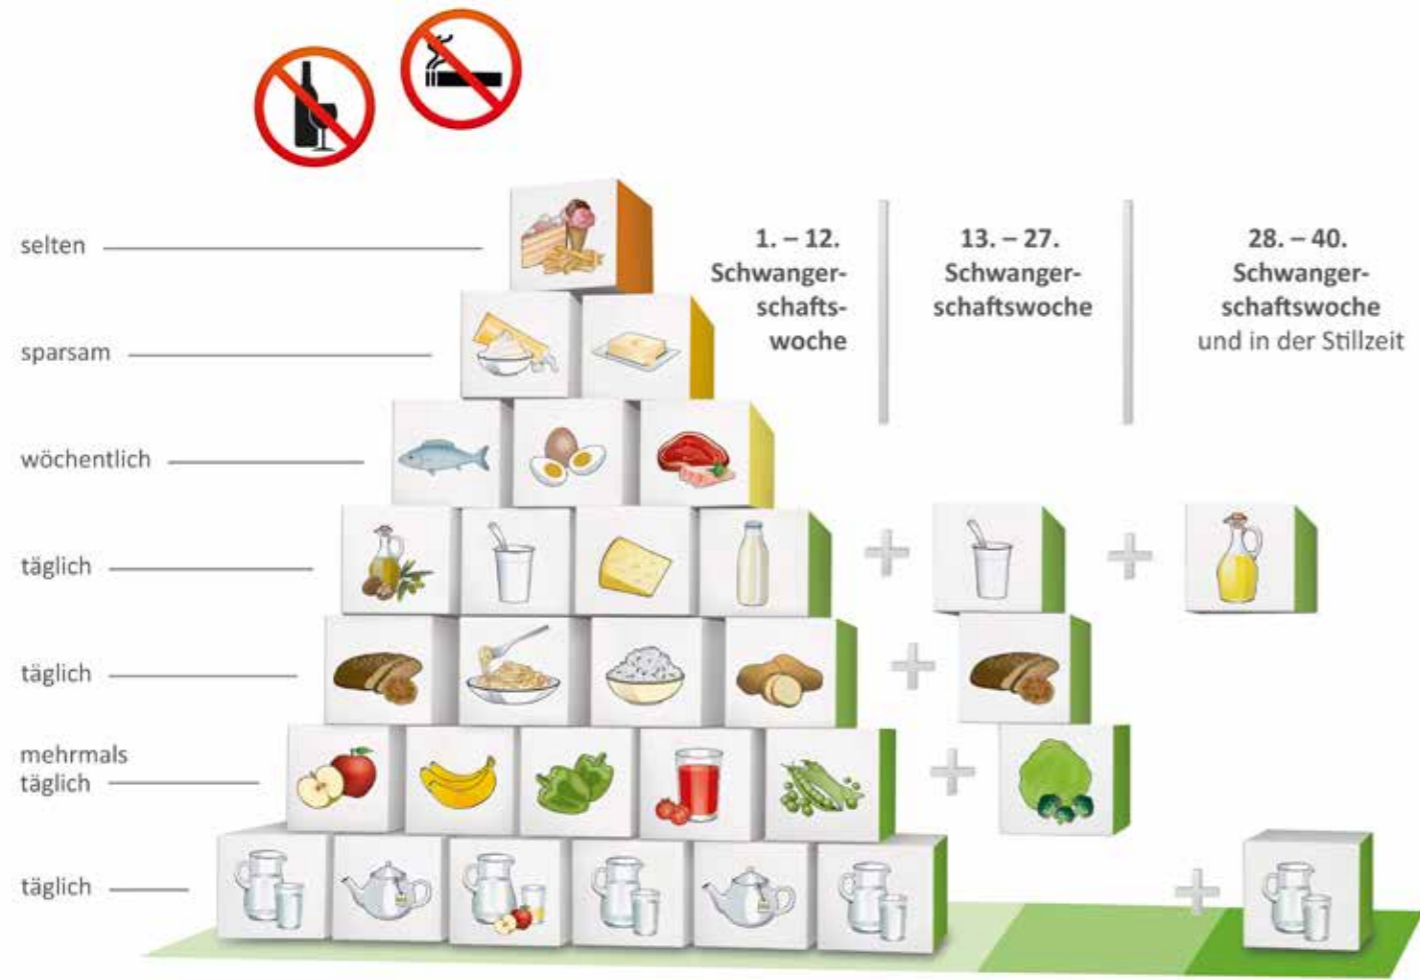 selten
sparsam
wöchentlich
täglich
täglich
mehrmals
täglich
täglich
1. – 12.
Schwanger-
schafts-
woche
13. – 27.
Schwanger-
schaftswoche
28. – 40.
Schwanger-
schaftswoche
und in der Stillzeit